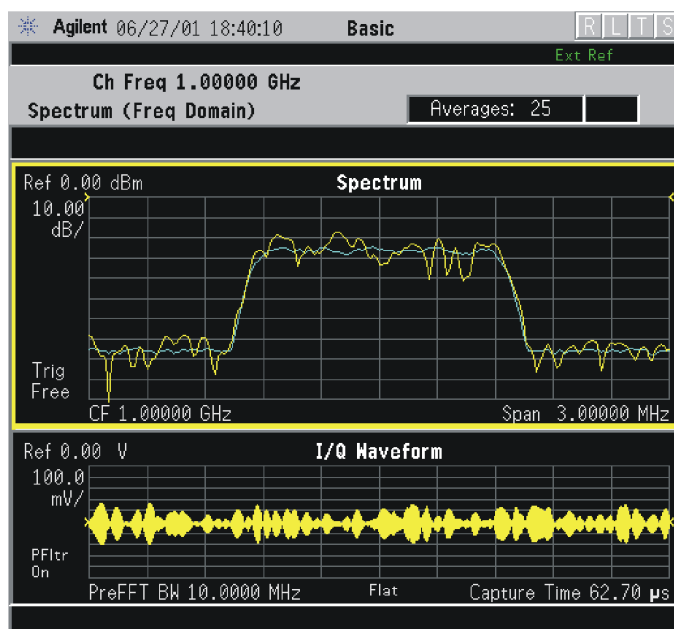 Agilent 06/27/01 18:40:10 Basic R L T S
Ext Ref
Ch Freq 1.00000 GHz
Spectrum (Freq Domain) Averages: 25
Ref 0.00 dBm Spectrum
10.00
dB/
Trig
Free
CF 1.00000 GHz Span 3.00000 MHz
Ref 0.00 V I/Q Waveform
100.0
mV/
PFltr
On
PreFFT BW 10.0000 MHz Flat Capture Time 62.70 µs